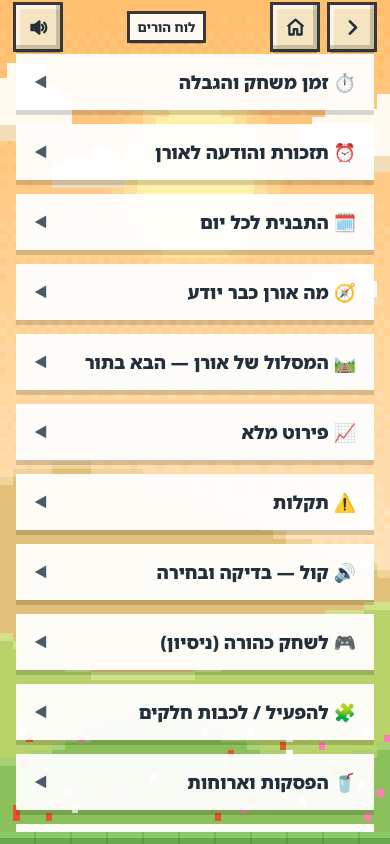 לוח הורים
זמן משחק והגבלה
תזכורת והודעה לאורן
התבנית לכל יום
מה אורן כבר יודע
המסלול של אורן — הבא בתור
פירוט מלא
תקלות
קול — בדיקה ובחירה
לשחק כהורה (ניסיון)
להפעיל / לכבות חלקים
הפסקות וארוחות